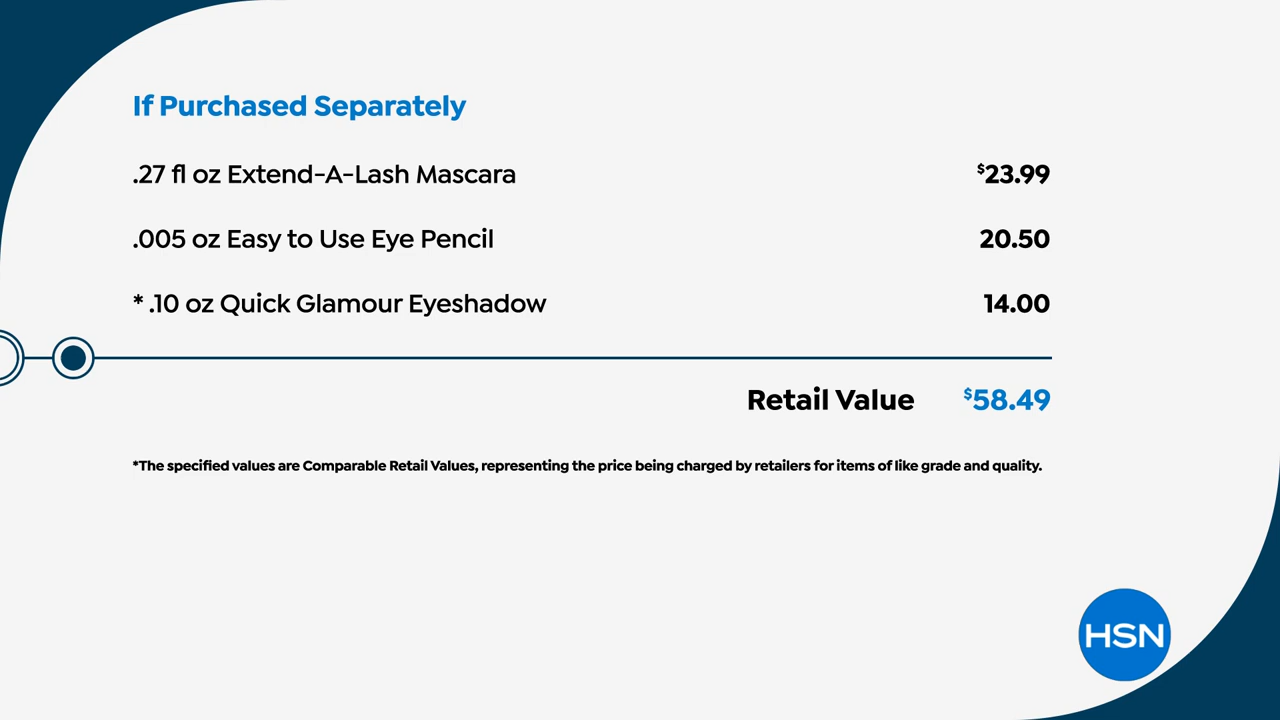 If Purchased Separately
.27 fl oz Extend-A-Lash Mascara $23.99
.005 oz Easy to Use Eye Pencil 20.50
* .10 oz Quick Glamour Eyeshadow 14.00
Retail Value $58.49
*The specified values are Comparable Retail Values, representing the price being charged by retailers for items of like grade and quality.
HSN